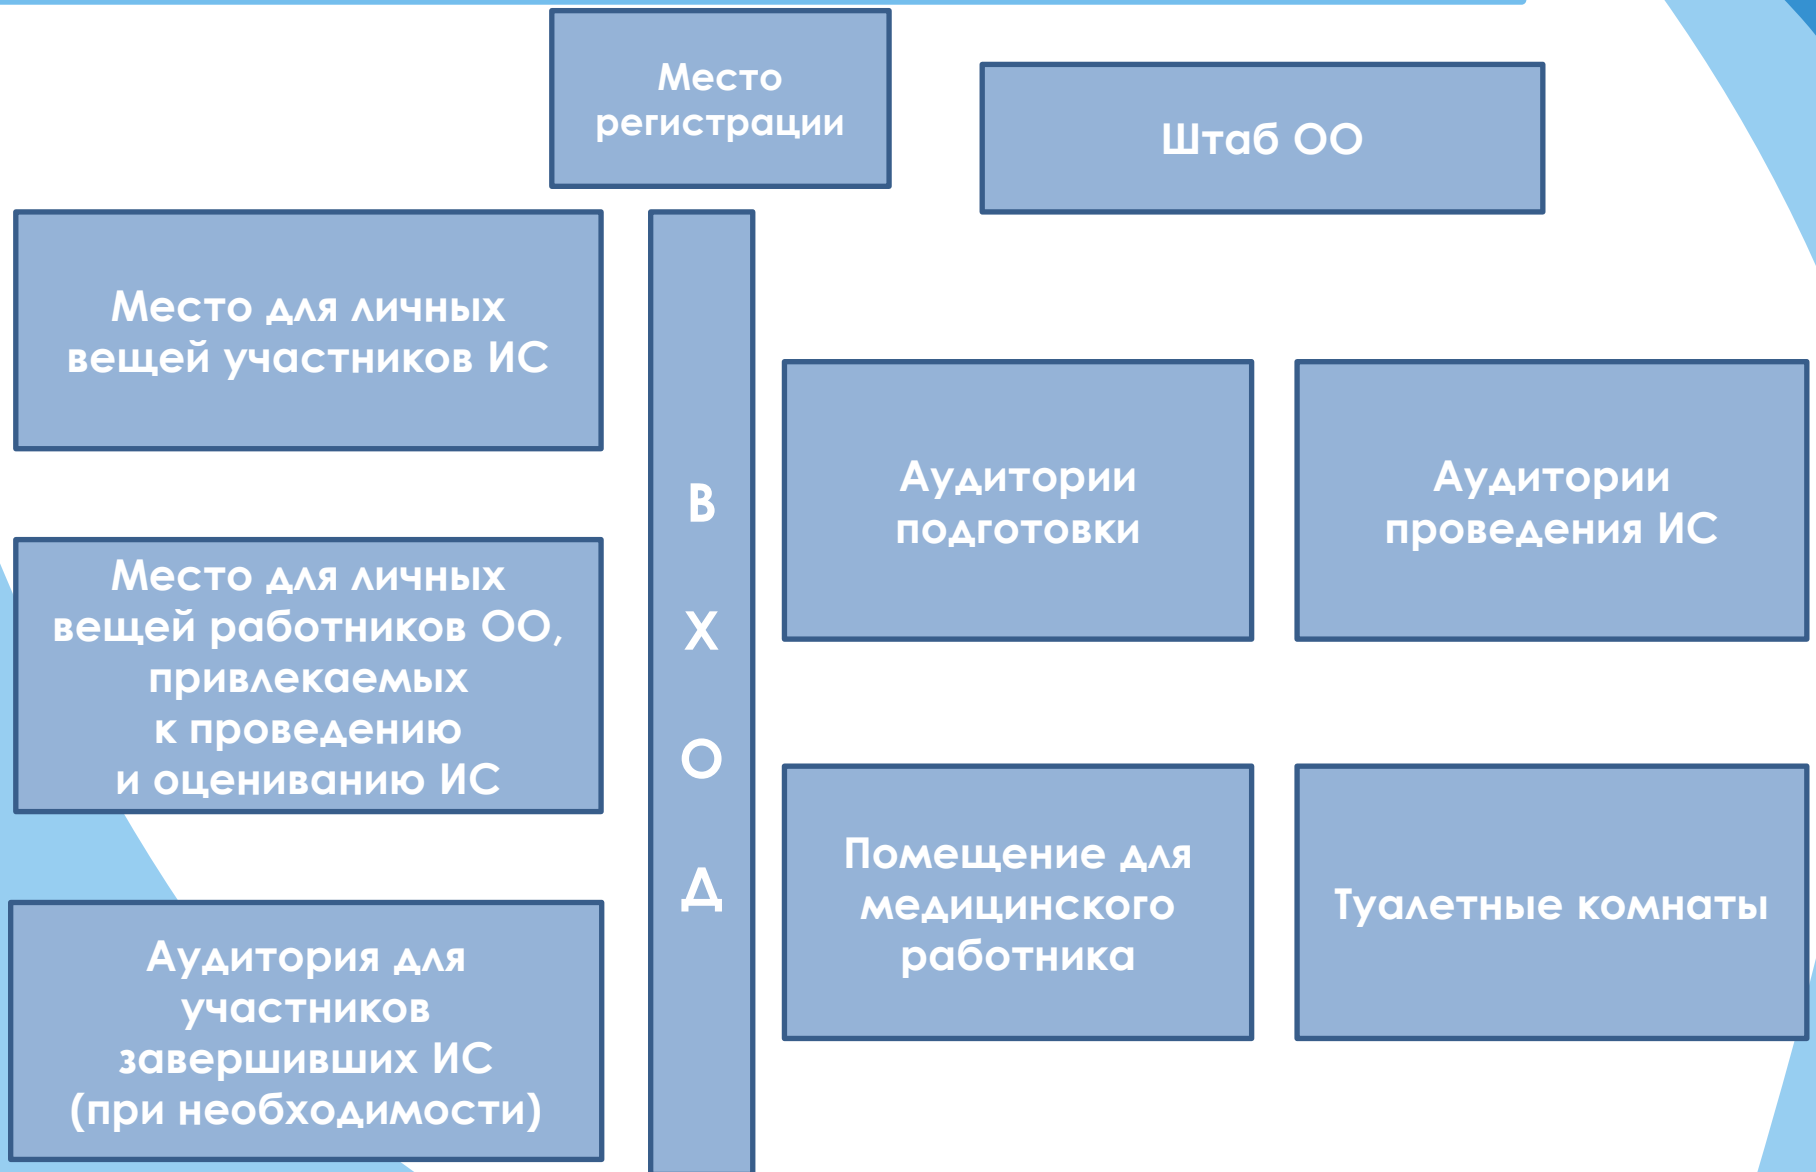 Место
регистрации
Штаб ОО
Место для личных
вещей участников ИС
Место для личных
вещей работников ОО,
привлекаемых
к проведению
и оцениванию ИС
Аудитория для
участников
завершивших ИС
(при необходимости)
В
Х
О
Д
Аудитории
подготовки
Аудитории
проведения ИС
Помещение для
медицинского
работника
Туалетные комнаты